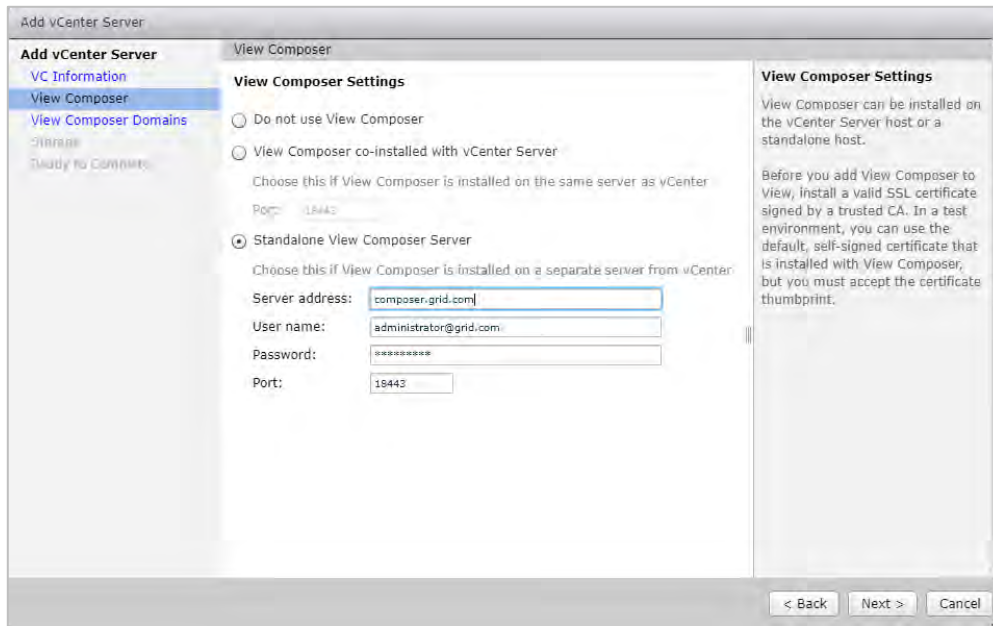 Add vCenter Server
Add vCenter Server
VC Information
View Composer
View Composer Domains
Storage
Ready to Complete
View Composer
View Composer Settings
Do not use View Composer
View Composer co-installed with vCenter Server
Choose this if View Composer is installed on the same server as vCenter
Port: 18443
Standalone View Composer Server
Choose this if View Composer is installed on a separate server from vCenter
Server address: composer.grid.com
User name: administrator@grid.com
Password: *********
Port: 18443
View Composer Settings
View Composer can be installed on
the vCenter Server host or a
standalone host.
Before you add View Composer to
View, install a valid SSL certificate
signed by a trusted CA. In a test
environment, you can use the
default, self-signed certificate that
is installed with View Composer,
but you must accept the certificate
thumbprint.
< Back Next > Cancel